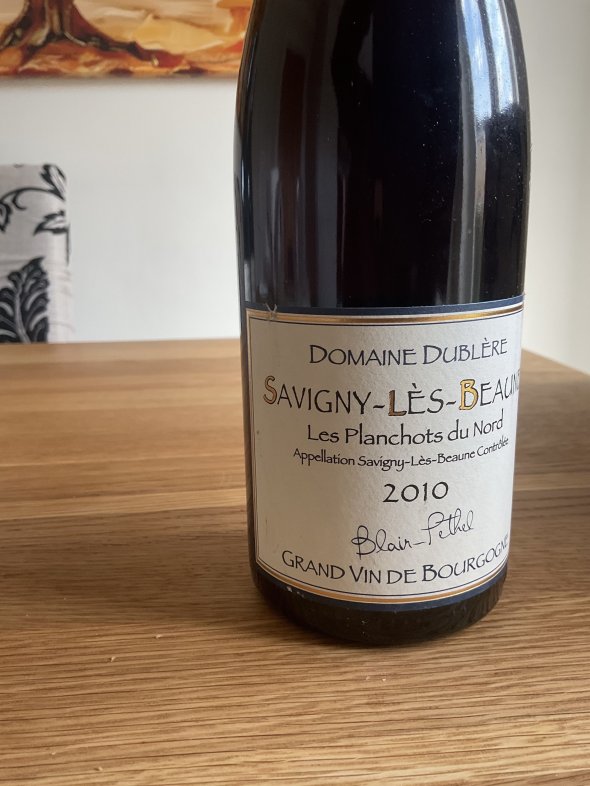 DOMAINE DUBLÈRE
SAVIGNY-LÈS-BEAUNE
Les Planchots du Nord
Appellation Savigny-Lès-Beaune Contrôlée
2010
Blair-Pethel
GRAND VIN DE BOURGOGNE